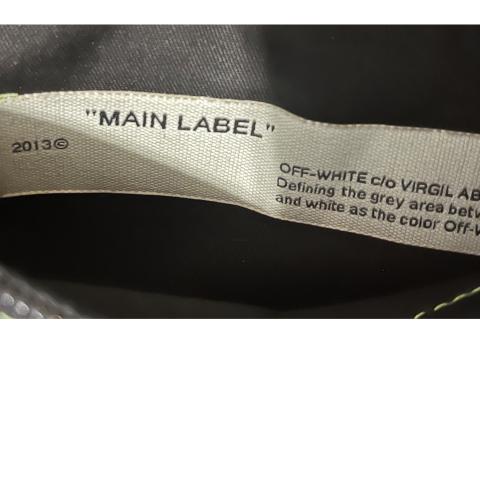 "MAIN LABEL"
2013©
OFF-WHITE c/o VIRGIL AB
Defining the grey area betw
and white as the color Off-W